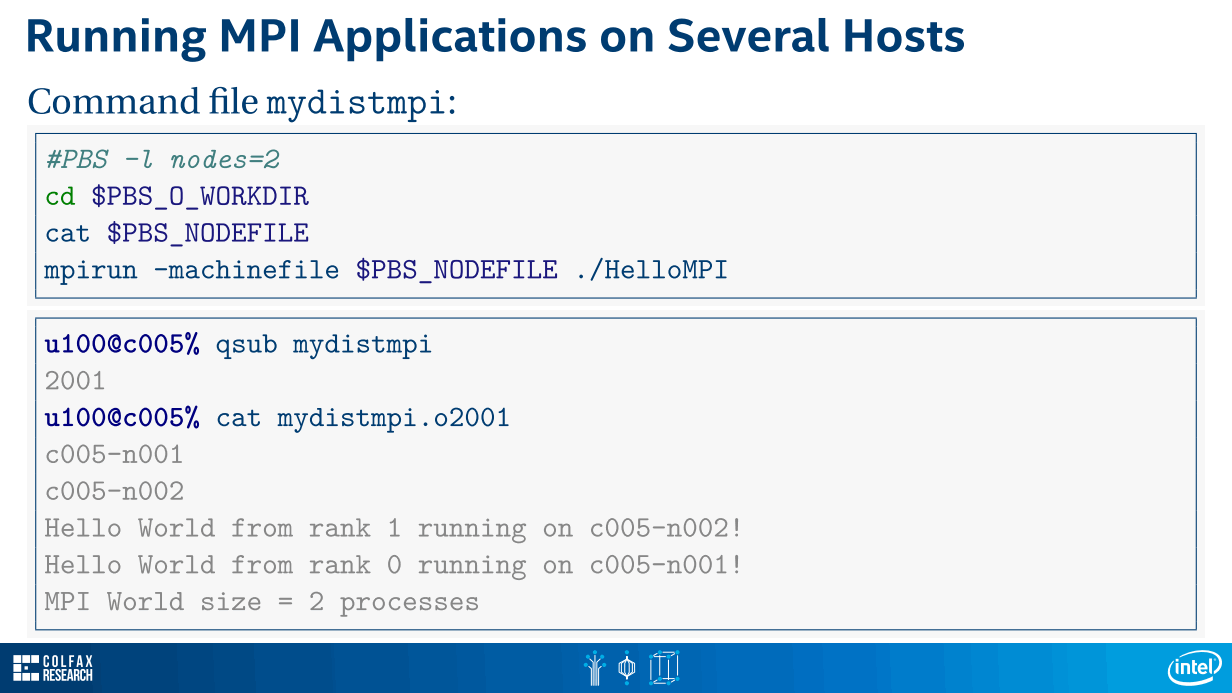 Running MPI Applications on Several Hosts
Command file mydistmpi:
#PBS -l nodes=2
cd $PBS_O_WORKDIR
cat $PBS_NODEFILE
mpirun -machinefile $PBS_NODEFILE ./HelloMPI
u100@c005% qsub mydistmpi
2001
u100@c005% cat mydistmpi.o2001
c005-n001
c005-n002
Hello World from rank 1 running on c005-n002!
Hello World from rank 0 running on c005-n001!
MPI World size = 2 processes
COLFAX
RESEARCH
intel